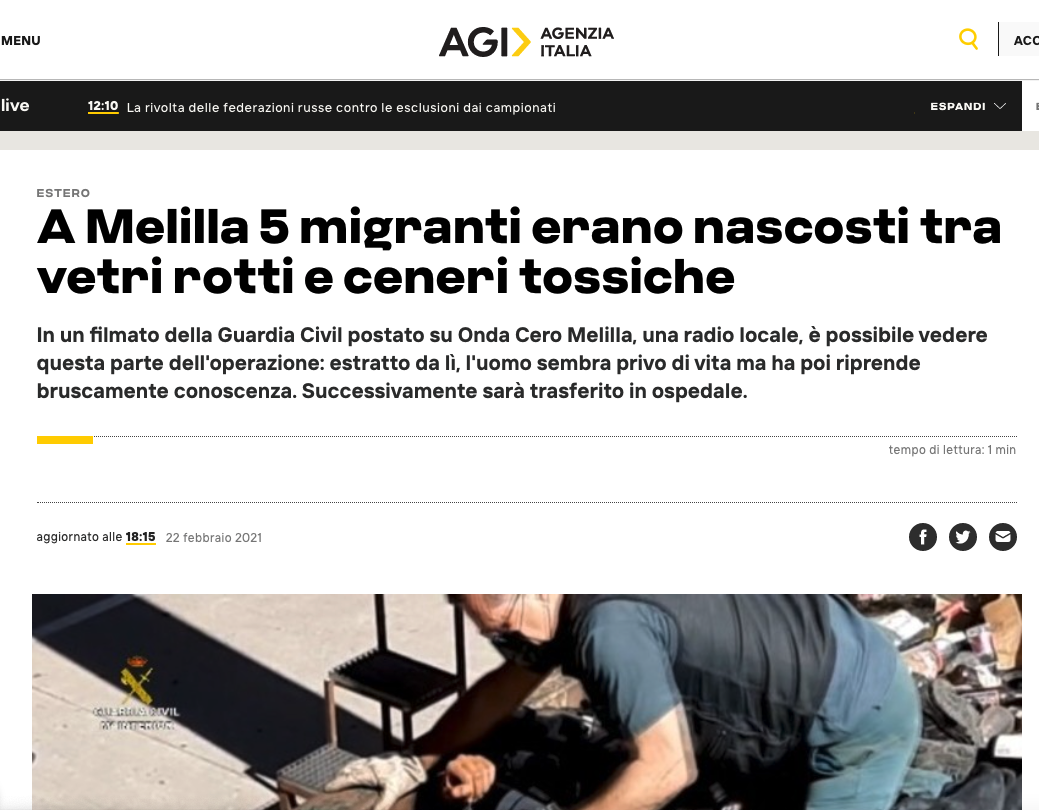 MENU
AGI
AGENZIA
ITALIA
live
12:10 La rivolta delle federazioni russe contro le esclusioni dai campionati
ESPANDI
ESTERO
A Melilla 5 migranti erano nascosti tra
vetri rotti e ceneri tossiche
In un filmato della Guardia Civil postato su Onda Cero Melilla, una radio locale, è possibile vedere
questa parte dell'operazione: estratto da lì, l'uomo sembra privo di vita ma ha poi riprende
bruscamente conoscenza. Successivamente sarà trasferito in ospedale.
tempo di lettura: 1 min
aggiornato alle 18:15 22 febbraio 2021
GUARDIA CIVIL